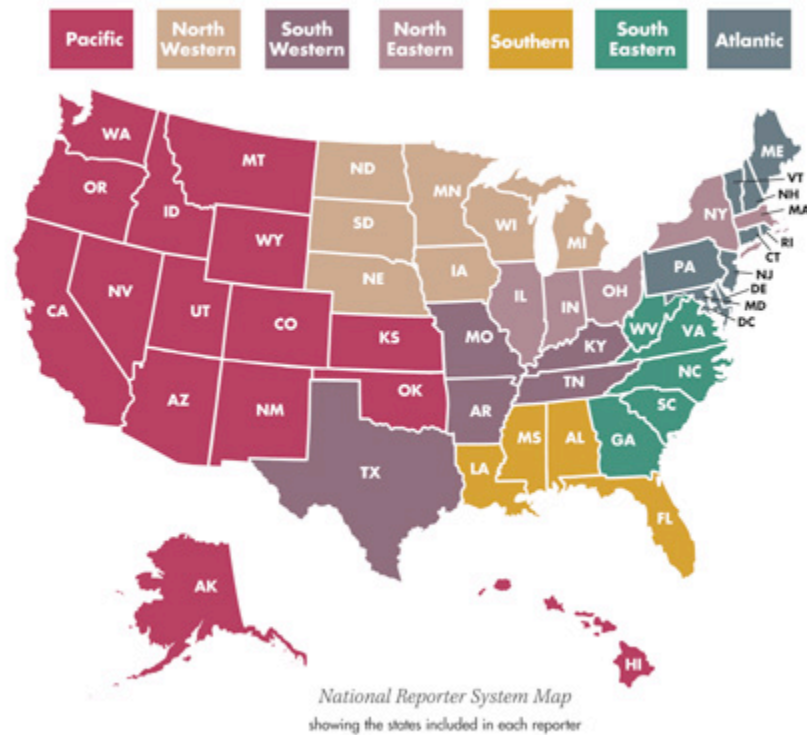 Pacific
North
Western
South
Western
North
Eastern
Southern
South
Eastern
Atlantic
WA
MT
ND
MN
ME
VT
NH
MA
OR
ID
SD
WI
NY
RI
CT
WY
MI
PA
NJ
DE
MD
DC
NE
IA
IL
IN
OH
CA
NV
UT
CO
KS
MO
KY
WV
VA
AZ
NM
OK
AR
TN
NC
SC
TX
LA
MS
AL
GA
FL
AK
HI
National Reporter System Map
showing the states included in each reporter